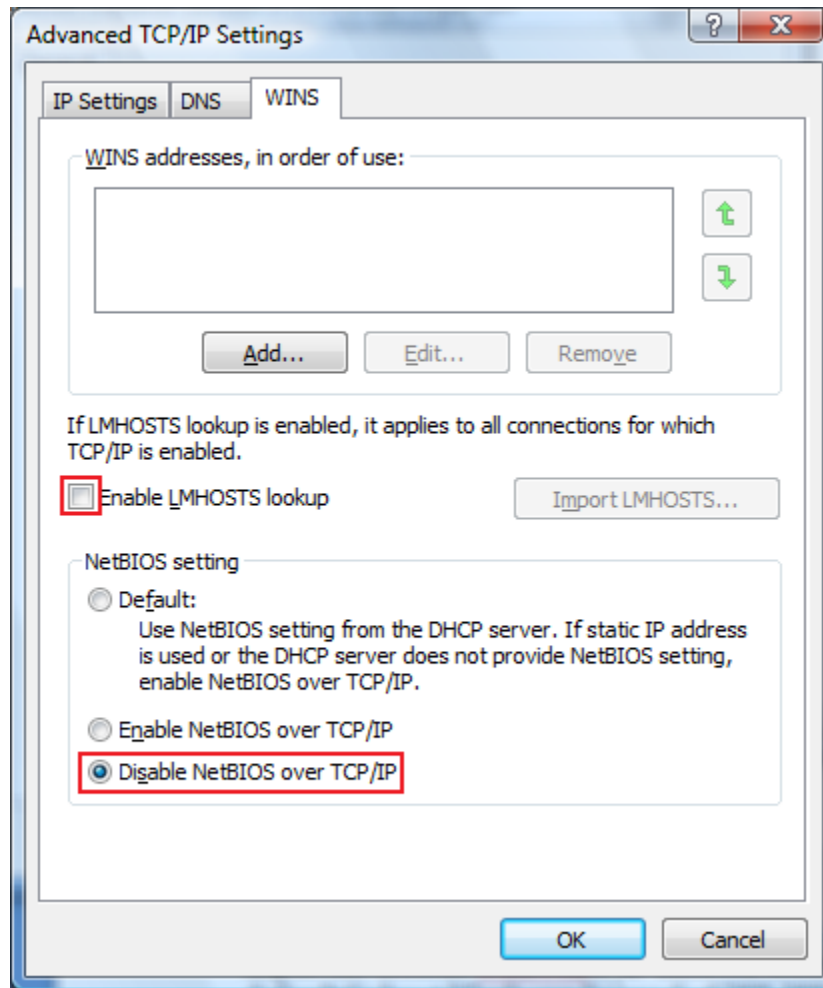 Advanced TCP/IP Settings
?
X
IP Settings
DNS
WINS
WINS addresses, in order of use:
Add...
Edit...
Remove
If LMHOSTS lookup is enabled, it applies to all connections for which
TCP/IP is enabled.
Enable LMHOSTS lookup
Import LMHOSTS...
NetBIOS setting
Default:
Use NetBIOS setting from the DHCP server. If static IP address
is used or the DHCP server does not provide NetBIOS setting,
enable NetBIOS over TCP/IP.
Enable NetBIOS over TCP/IP
Disable NetBIOS over TCP/IP
OK
Cancel